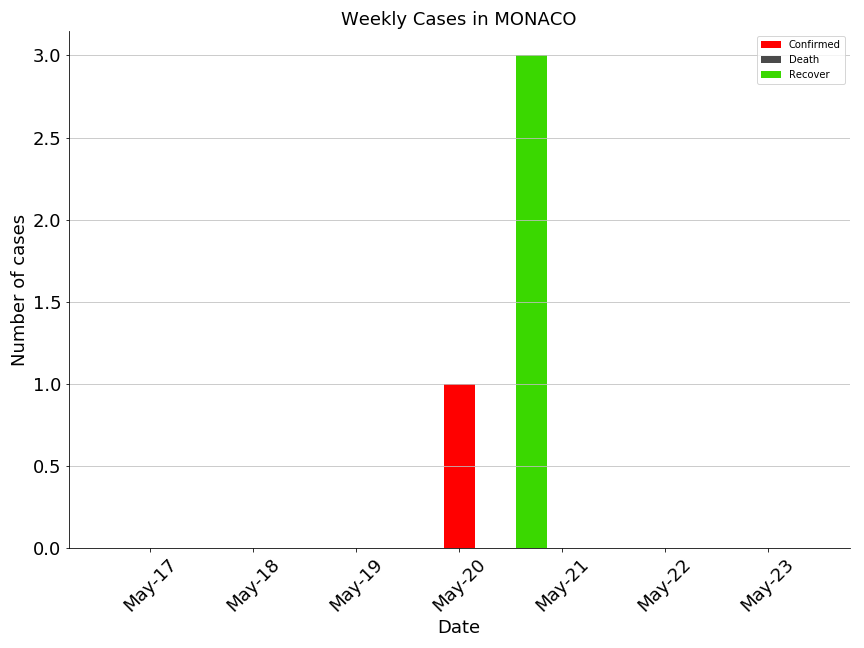 Weekly Cases in MONACO
Confirmed
Death
Recover
3.0
2.5
2.0
1.5
1.0
0.5
0.0
Number of cases
May-17
May-18
May-19
May-20
May-21
May-22
May-23
Date